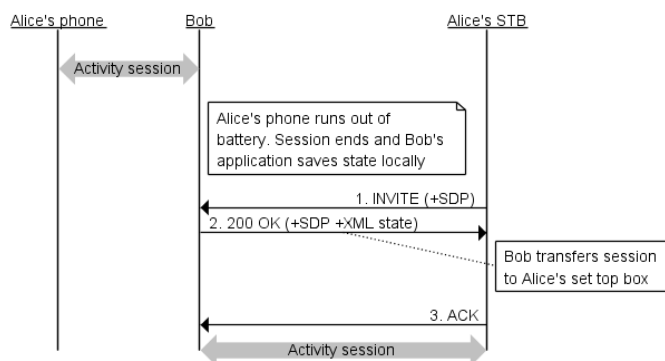 Alice's phone
Bob
Alice's STB
Activity session
Alice's phone runs out of
battery. Session ends and Bob's
application saves state locally
1. INVITE (+SDP)
2. 200 OK (+SDP +XML state)
Bob transfers session
to Alice's set top box
3. ACK
Activity session